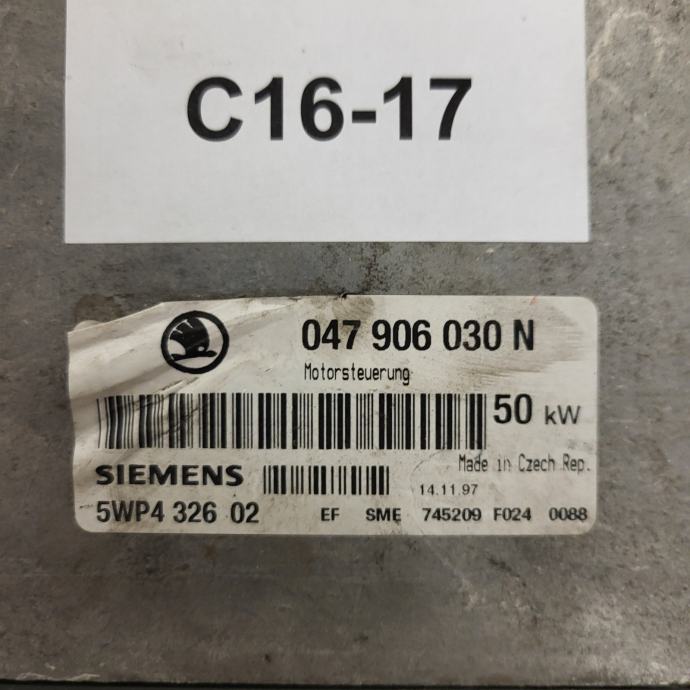 C16-17
047 906 030 N
Motorsteuerung
50 kW
Made in Czech Rep.
SIEMENS
14.11.97
5WP4 326 02 EF SME 745209 F024 0088